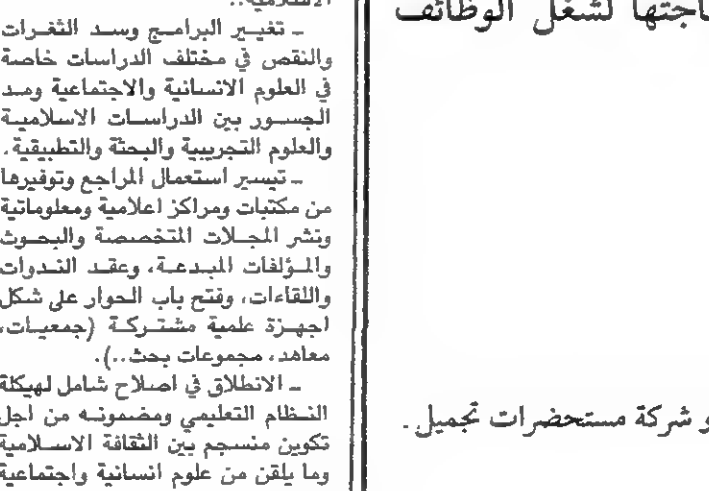 الاسلامية..
ـ تغيير البرامج وسد الثغرات
والنقص في مختلف الدراسات خاصة
في العلوم الانسانية والاجتماعية ومد
الجسور بين الدراسات الاسلامية
والعلوم التجريبية والبحتة والتطبيقية.
ـ تيسير استعمال المراجع وتوفيرها
من مكتبات ومراكز اعلامية ومعلوماتية
ونشر المجلات المتخصصة والبحوث
والمؤلفات المبدعة، وعقد الندوات
واللقاءات، وفتح باب الحوار على شكل
اجهزة علمية مشتركة (جمعيات،
معاهد، مجموعات بحث..).
ـ الانطلاق في اصلاح شامل لهيكلة
النظام التعليمي ومضمونه من اجل
تكوين منسجم بين الثقافة الاسلامية
وما يلقن من علوم انسانية واجتماعية
لشغل الوظائف
شركة مستحضرات تجميل.